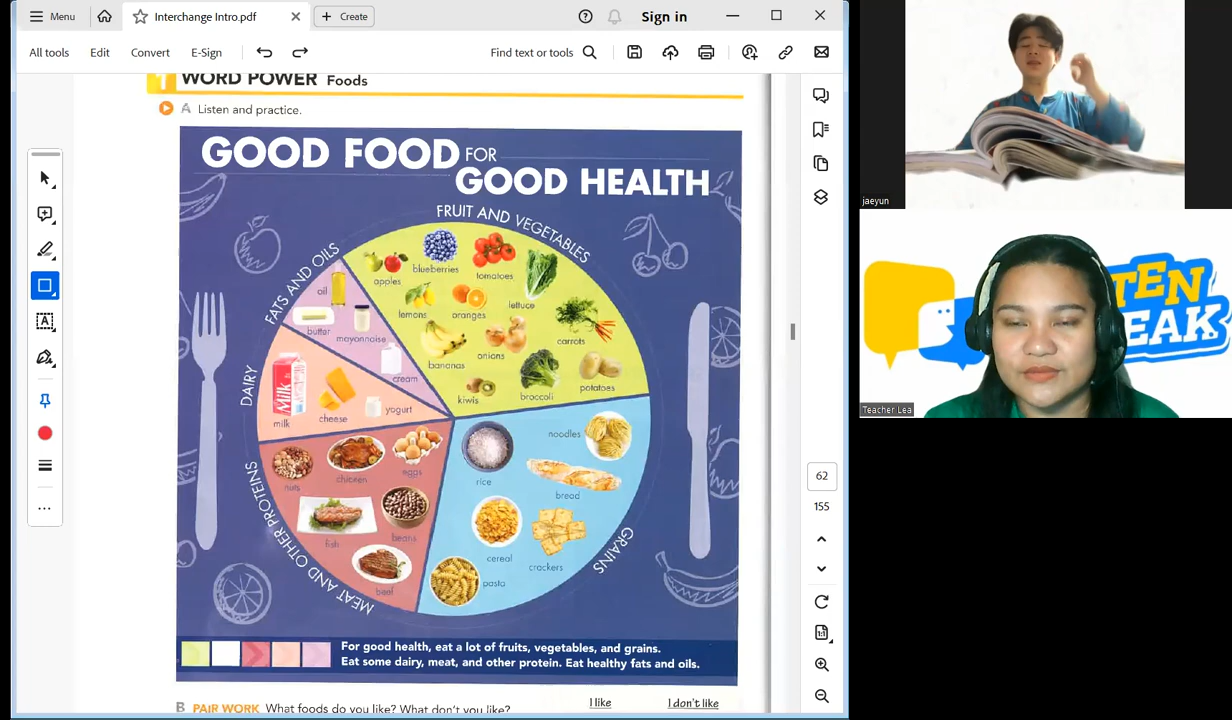 Menu
Interchange Intro.pdf
Create
Sign in
All tools
Edit
Convert
E-Sign
Find text or tools
1 WORD POWER Foods
A Listen and practice.
GOOD FOOD FOR
GOOD HEALTH
FRUIT AND VEGETABLES
apples
blueberries
tomatoes
lemons
oranges
lettuce
carrots
bananas
onions
kiwis
broccoli
potatoes
FATS AND OILS
oil
butter
mayonnaise
cream
DAIRY
milk
Milk
cheese
yogurt
MEAT AND OTHER PROTEINS
nuts
chicken
eggs
fish
beans
beef
GRAINS
noodles
rice
bread
cereal
crackers
pasta
For good health, eat a lot of fruits, vegetables, and grains.
Eat some dairy, meat, and other protein. Eat healthy fats and oils.
B PAIR WORK What foods do you like? What don't you like?
I like
I don't like
62
155
1:1
jaeyun
TEN
EAK
Teacher Lea